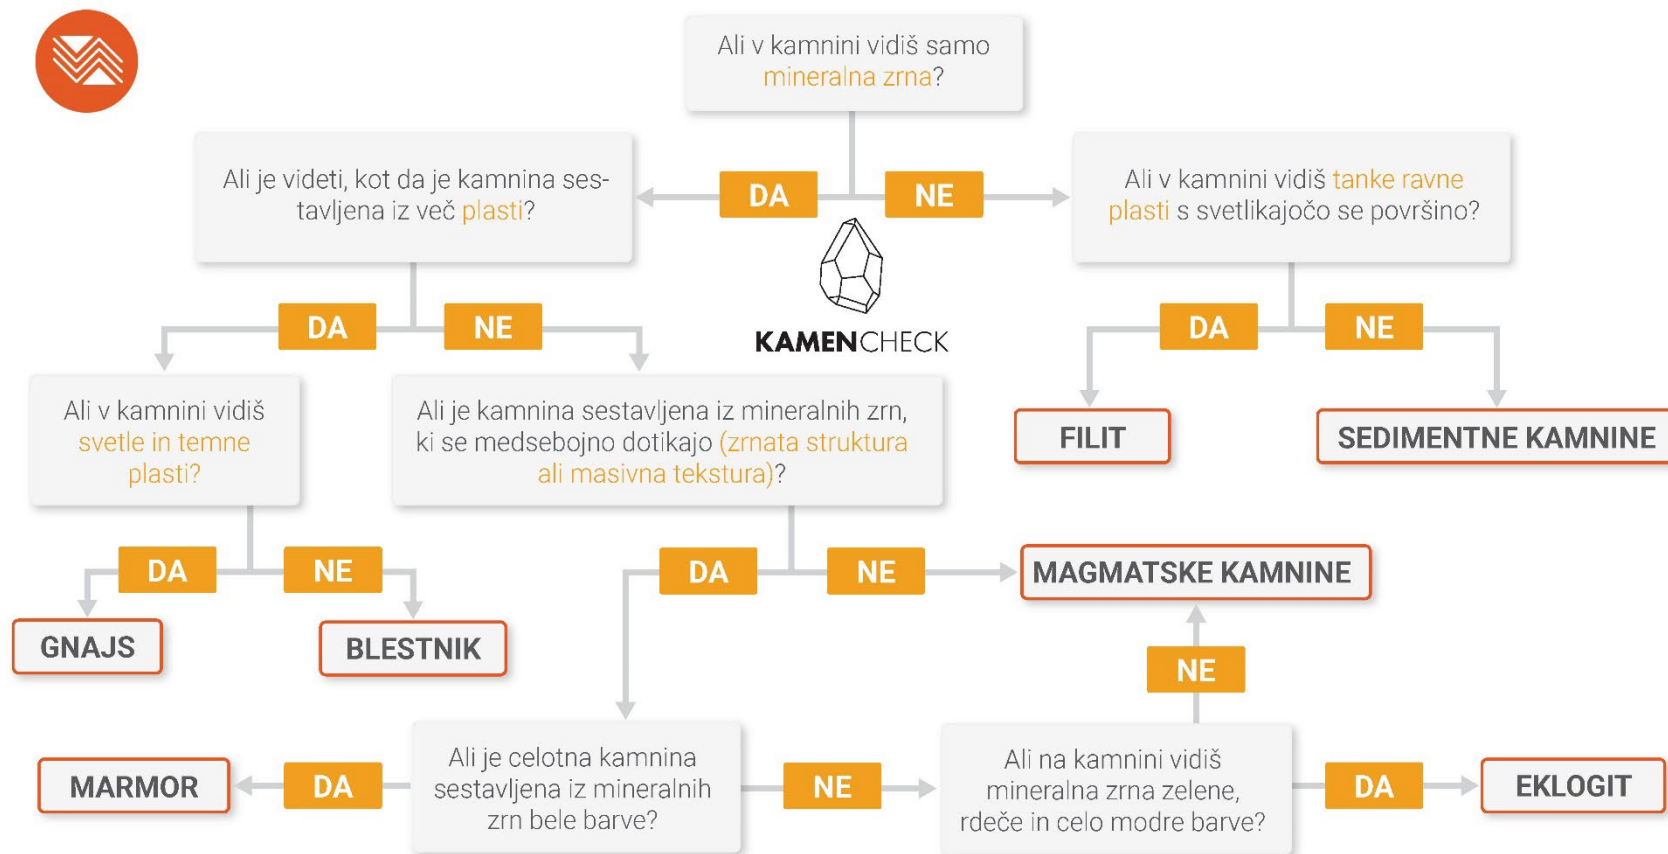 Ali v kamnini vidiš samo
mineralna zrna?
Ali je videti, kot da je kamnina ses-
tavljena iz več plasti?
DA
NE
Ali v kamnini vidiš tanke ravne
plasti s svetlikajočo se površino?
KAMENCHECK
DA
NE
DA
NE
Ali v kamnini vidiš
svetle in temne
plasti?
Ali je kamnina sestavljena iz mineralnih zrn,
ki se medsebojno dotikajo (zrnata struktura
ali masivna tekstura)?
FILIT
SEDIMENTNE KAMNINE
DA
NE
DA
NE
MAGMATSKE KAMNINE
GNAJS
BLESTNIK
NE
MARMOR
DA
Ali je celotna kamnina
sestavljena iz mineralnih
zrn bele barve?
NE
Ali na kamnini vidiš
mineralna zrna zelene,
rdeče in celo modre barve?
DA
EKLOGIT